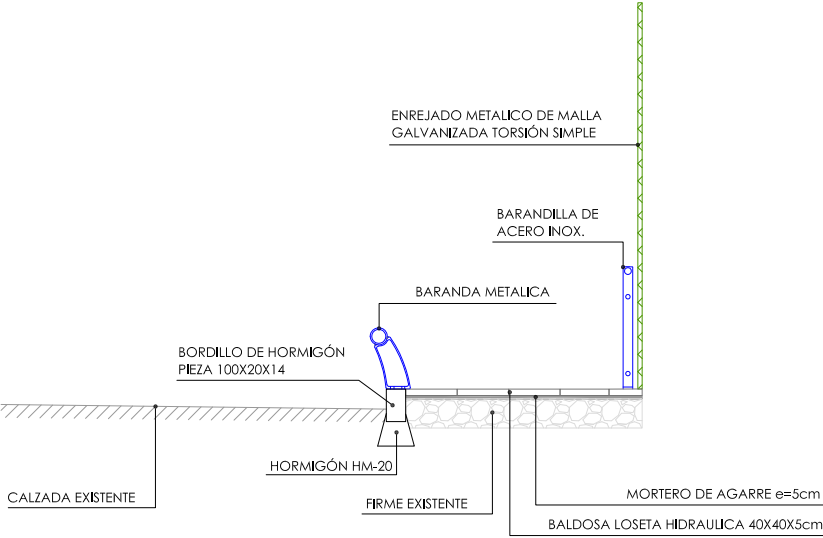 ENREJADO METALICO DE MALLA
GALVANIZADA TORSIÓN SIMPLE
BARANDILLA DE
ACERO INOX.
BARANDA METALICA
BORDILLO DE HORMIGÓN
PIEZA 100X20X14
HORMIGÓN HM-20
CALZADA EXISTENTE
FIRME EXISTENTE
MORTERO DE AGARRE e=5cm
BALDOSA LOSETA HIDRAULICA 40X40X5cm